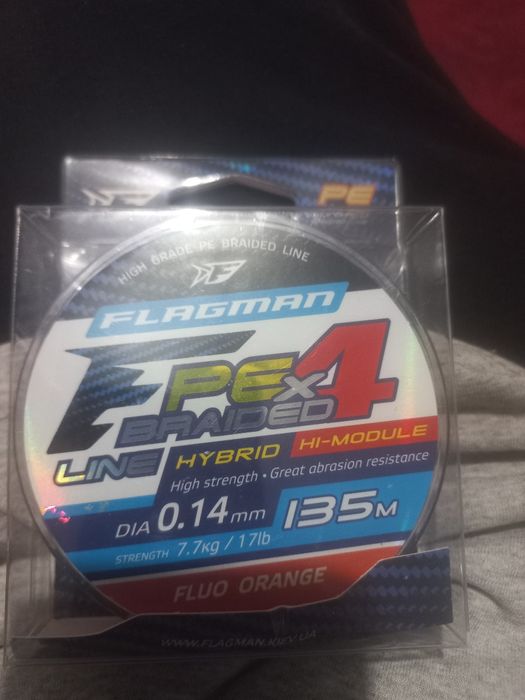 PE
HIGH GRADE PE BRAIDED LINE
F
FLAGMAN
F PE x4
BRAIDED
LINE
HYBRID HI-MODULE
High strength • Great abrasion resistance
DIA 0.14 mm 135M
STRENGTH 7.7kg / 17lb
FLUO ORANGE
WWW.FLAGMAN.KIEV.UA